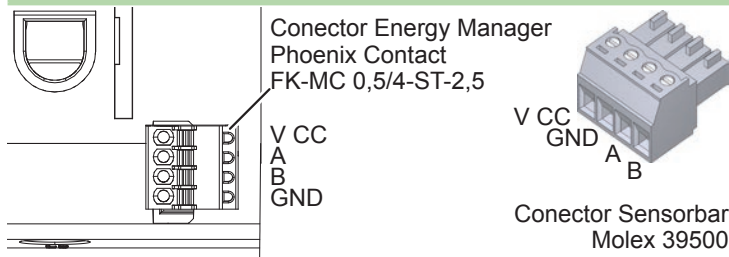 Conector Energy Manager
Phoenix Contact
FK-MC 0,5/4-ST-2,5
V CC
A
B
GND
V CC
GND
A
B
Conector Sensorbar
Molex 39500